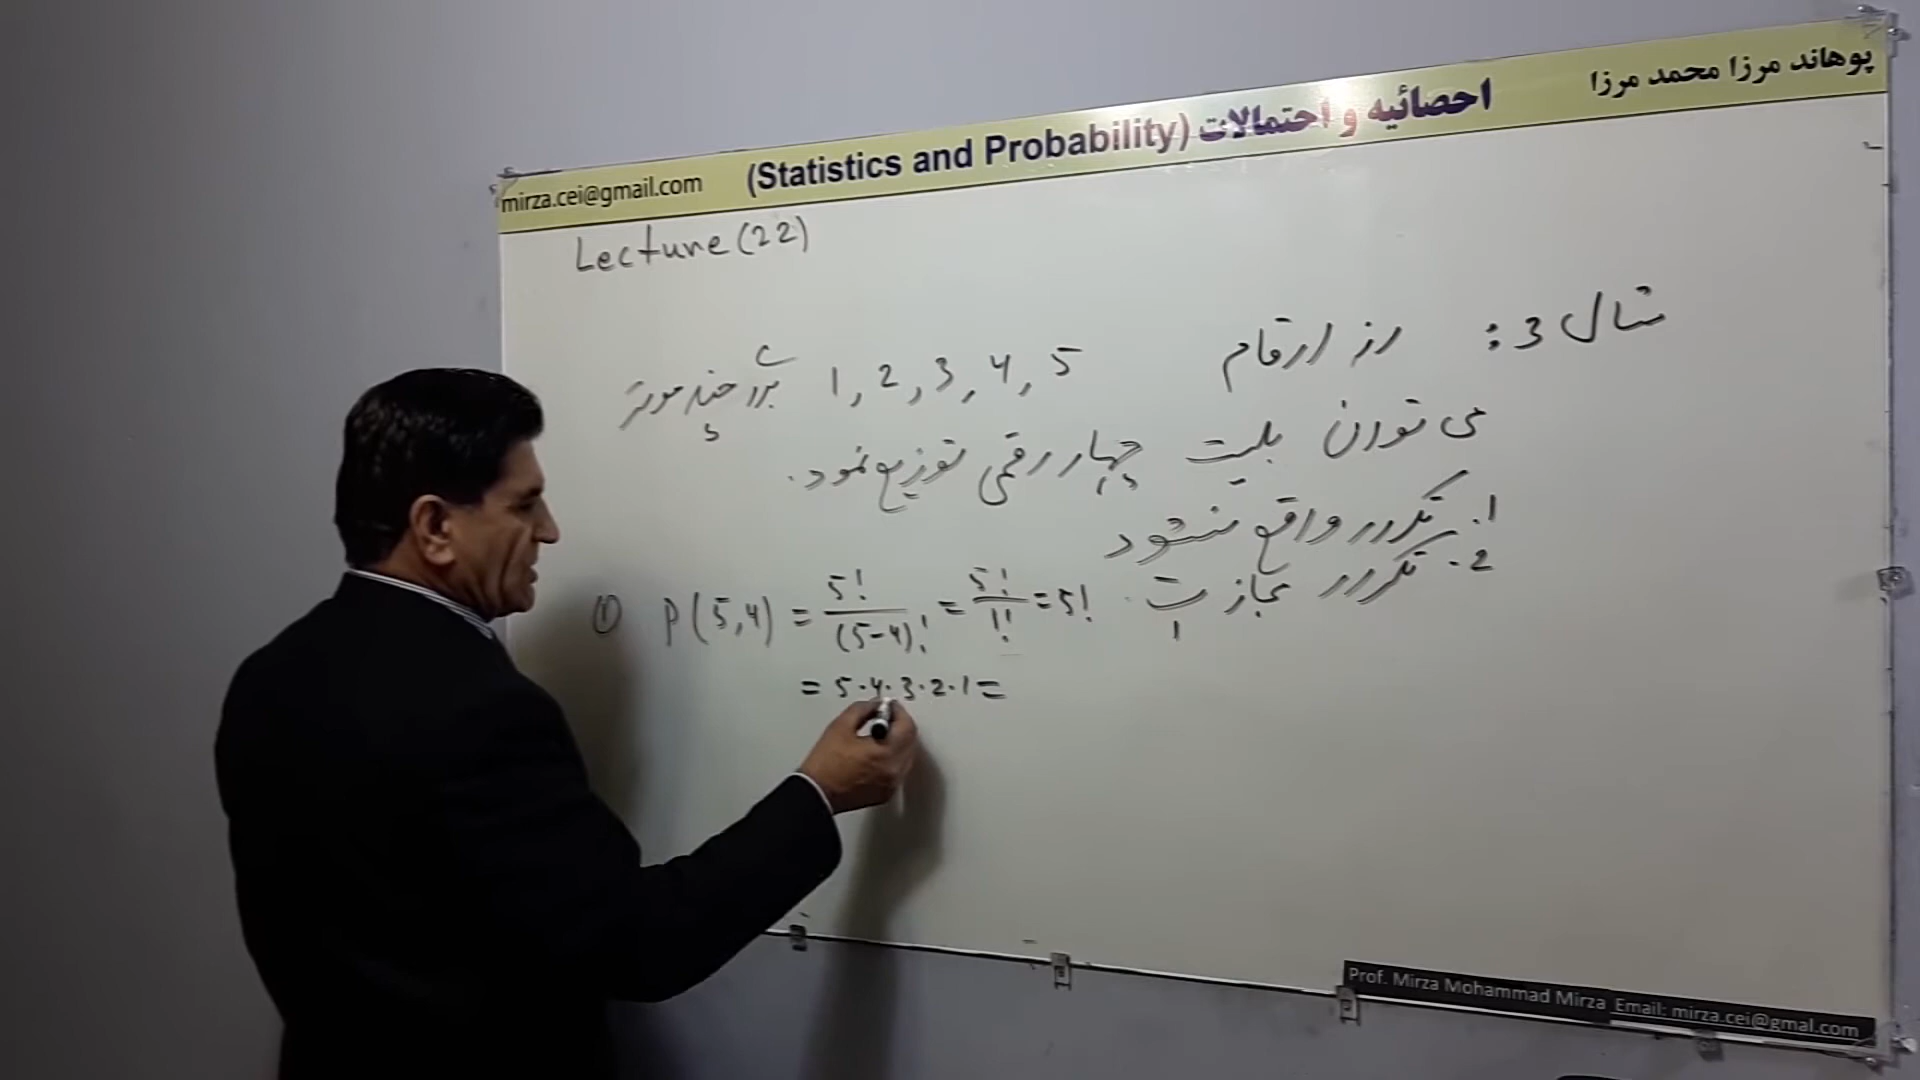 پوهاند مرزا محمد مرزا
احصائیه و احتمالات (Statistics and Probability)
mirza.cei@gmail.com
Lecture (22)
مثال 3: از ارقام 1, 2, 3, 4, 5 برای چند موتر
می توان بلیت چهار رقمی توزیع نمود.
1. تکرار واقع نشود
2. تکرار مجاز است.
① P(5,4) = 5!/(5-4)! = 5!/1! = 5!
= 5·4·3·2·1 =
Prof. Mirza Mohammad Mirza Email: mirza.cei@gmal.com